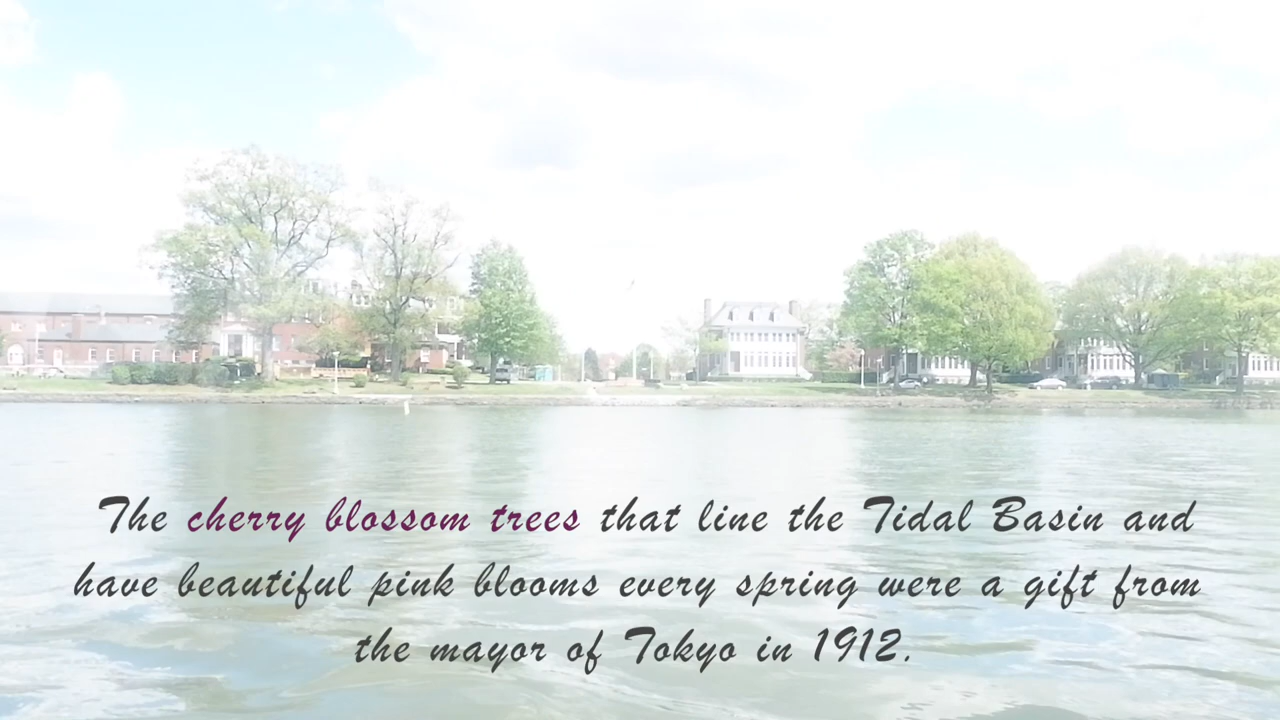 The cherry blossom trees that line the Tidal Basin and
have beautiful pink blooms every spring were a gift from
the mayor of Tokyo in 1912.